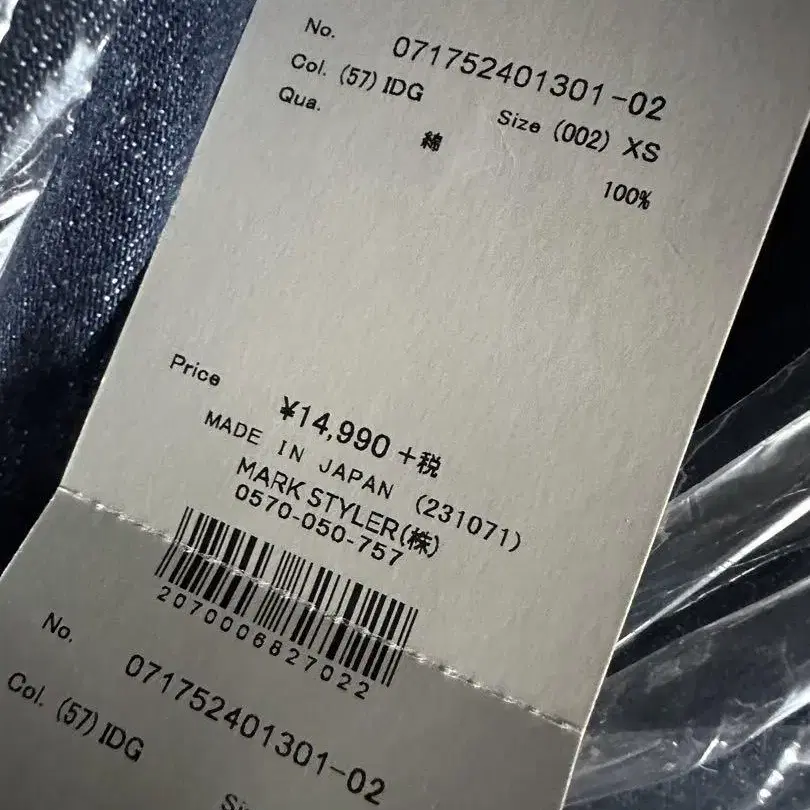 No. 071752401301-02
Col. (57) IDG Size (002) XS
Qua.
綿 100%
Price ¥14,990 +税
MADE IN JAPAN (231071)
MARK STYLER(株)
0570-050-757
2070006827022
No. 071752401301-02
Col. (57) IDG